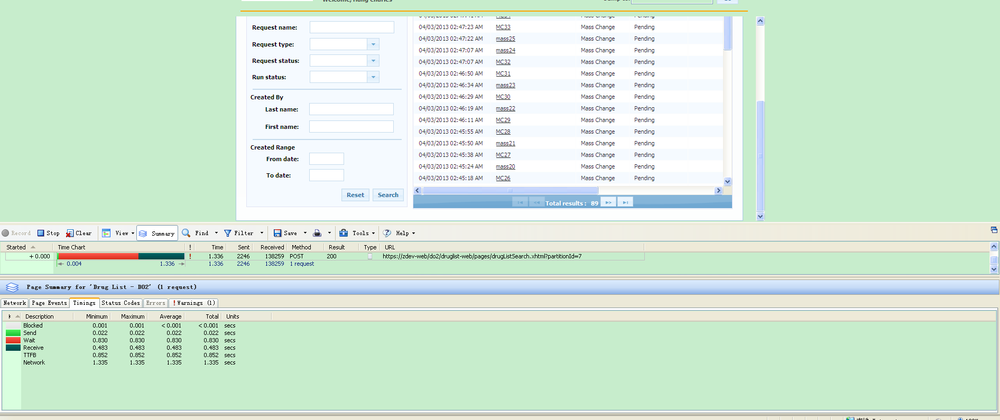 Welcome, Hang Charles
Request name:
Request type:
Request status:
Run status:
Created By
Last name:
First name:
Created Range
From date:
To date:
Reset Search
04/03/2013 02:47:23 AM MC33 Mass Change Pending
04/03/2013 02:47:22 AM mass25 Mass Change Pending
04/03/2013 02:47:07 AM mass24 Mass Change Pending
04/03/2013 02:47:07 AM MC32 Mass Change Pending
04/03/2013 02:46:50 AM MC31 Mass Change Pending
04/03/2013 02:46:34 AM mass23 Mass Change Pending
04/03/2013 02:46:29 AM MC30 Mass Change Pending
04/03/2013 02:46:19 AM mass22 Mass Change Pending
04/03/2013 02:46:11 AM MC29 Mass Change Pending
04/03/2013 02:45:55 AM MC28 Mass Change Pending
04/03/2013 02:45:50 AM mass21 Mass Change Pending
04/03/2013 02:45:38 AM MC27 Mass Change Pending
04/03/2013 02:45:24 AM mass20 Mass Change Pending
04/03/2013 02:45:18 AM MC26 Mass Change Pending
Total results : 89
Record Stop Clear View Summary Find Filter Save Tools Help
Started Time Chart ! Time Sent Received Method Result Type URL
+ 0.000 ! 1.336 2246 138259 POST 200 https://zdev-web/do2/druglist-web/pages/drugListSearch.xhtml?partitionId=7
0.004 1.336 1.336 2246 138259 1 request
Page Summary for 'Drug List - DO2' (1 request)
Network Page Events Timings Status Codes Errors !Warnings (1)
Description Minimum Maximum Average Total Units
Blocked 0.001 0.001 < 0.001 < 0.001 secs
Send 0.022 0.022 0.022 0.022 secs
Wait 0.830 0.830 0.830 0.830 secs
Receive 0.483 0.483 0.483 0.483 secs
TTFB 0.852 0.852 0.852 0.852 secs
Network 1.335 1.335 1.335 1.335 secs